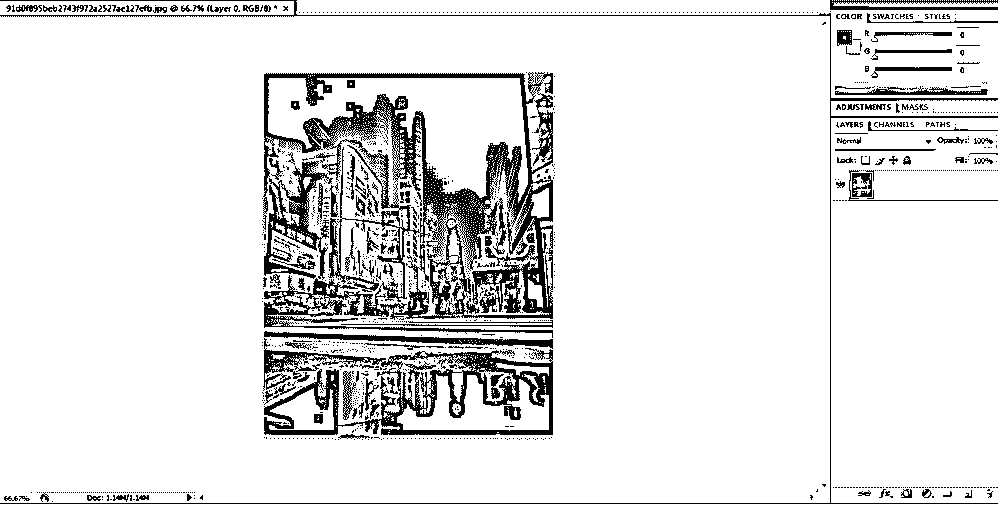 91d0f895beb2743f972a2527ac127efb.jpg @ 66.7% (Layer 0, RGB/8) * ×
COLOR SWATCHES STYLES
R 0
G 0
B 0
ADJUSTMENTS MASKS
LAYERS CHANNELS PATHS
Normal Opacity: 100%
Lock: Fill: 100%
66.67% Doc: 1.14M/1.14M